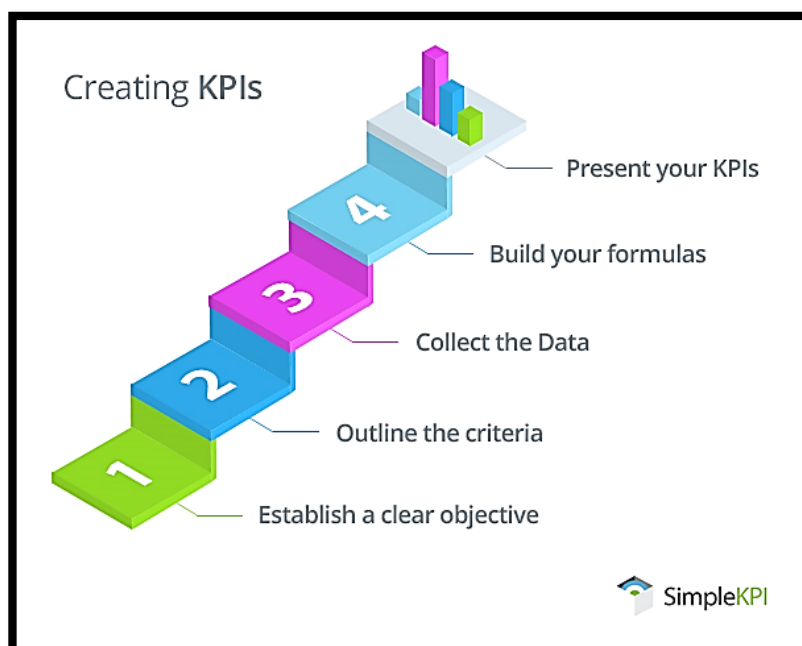 Creating KPIs
Present your KPIs
4
Build your formulas
3
Collect the Data
2
Outline the criteria
1
Establish a clear objective
SimpleKPI